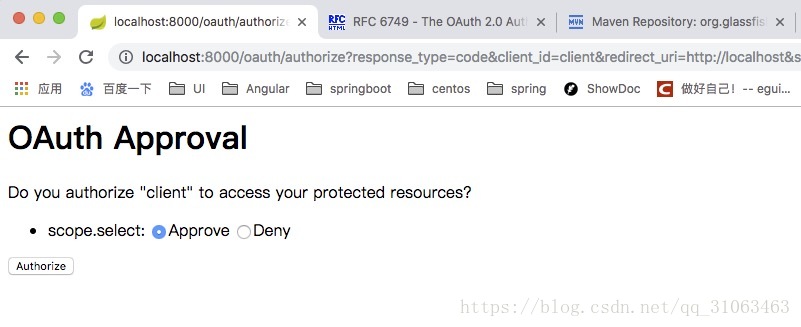 localhost:8000/oauth/authorize
RFC HTML
RFC 6749 - The OAuth 2.0 Aut
MVN
Maven Repository: org.glassfis
localhost:8000/oauth/authorize?response_type=code&client_id=client&redirect_uri=http://localhost&s
应用
百度一下
UI
Angular
springboot
centos
spring
ShowDoc
C
做好自己！-- egui...
OAuth Approval
Do you authorize "client" to access your protected resources?
scope.select: Approve Deny
Authorize
https://blog.csdn.net/qq_31063463